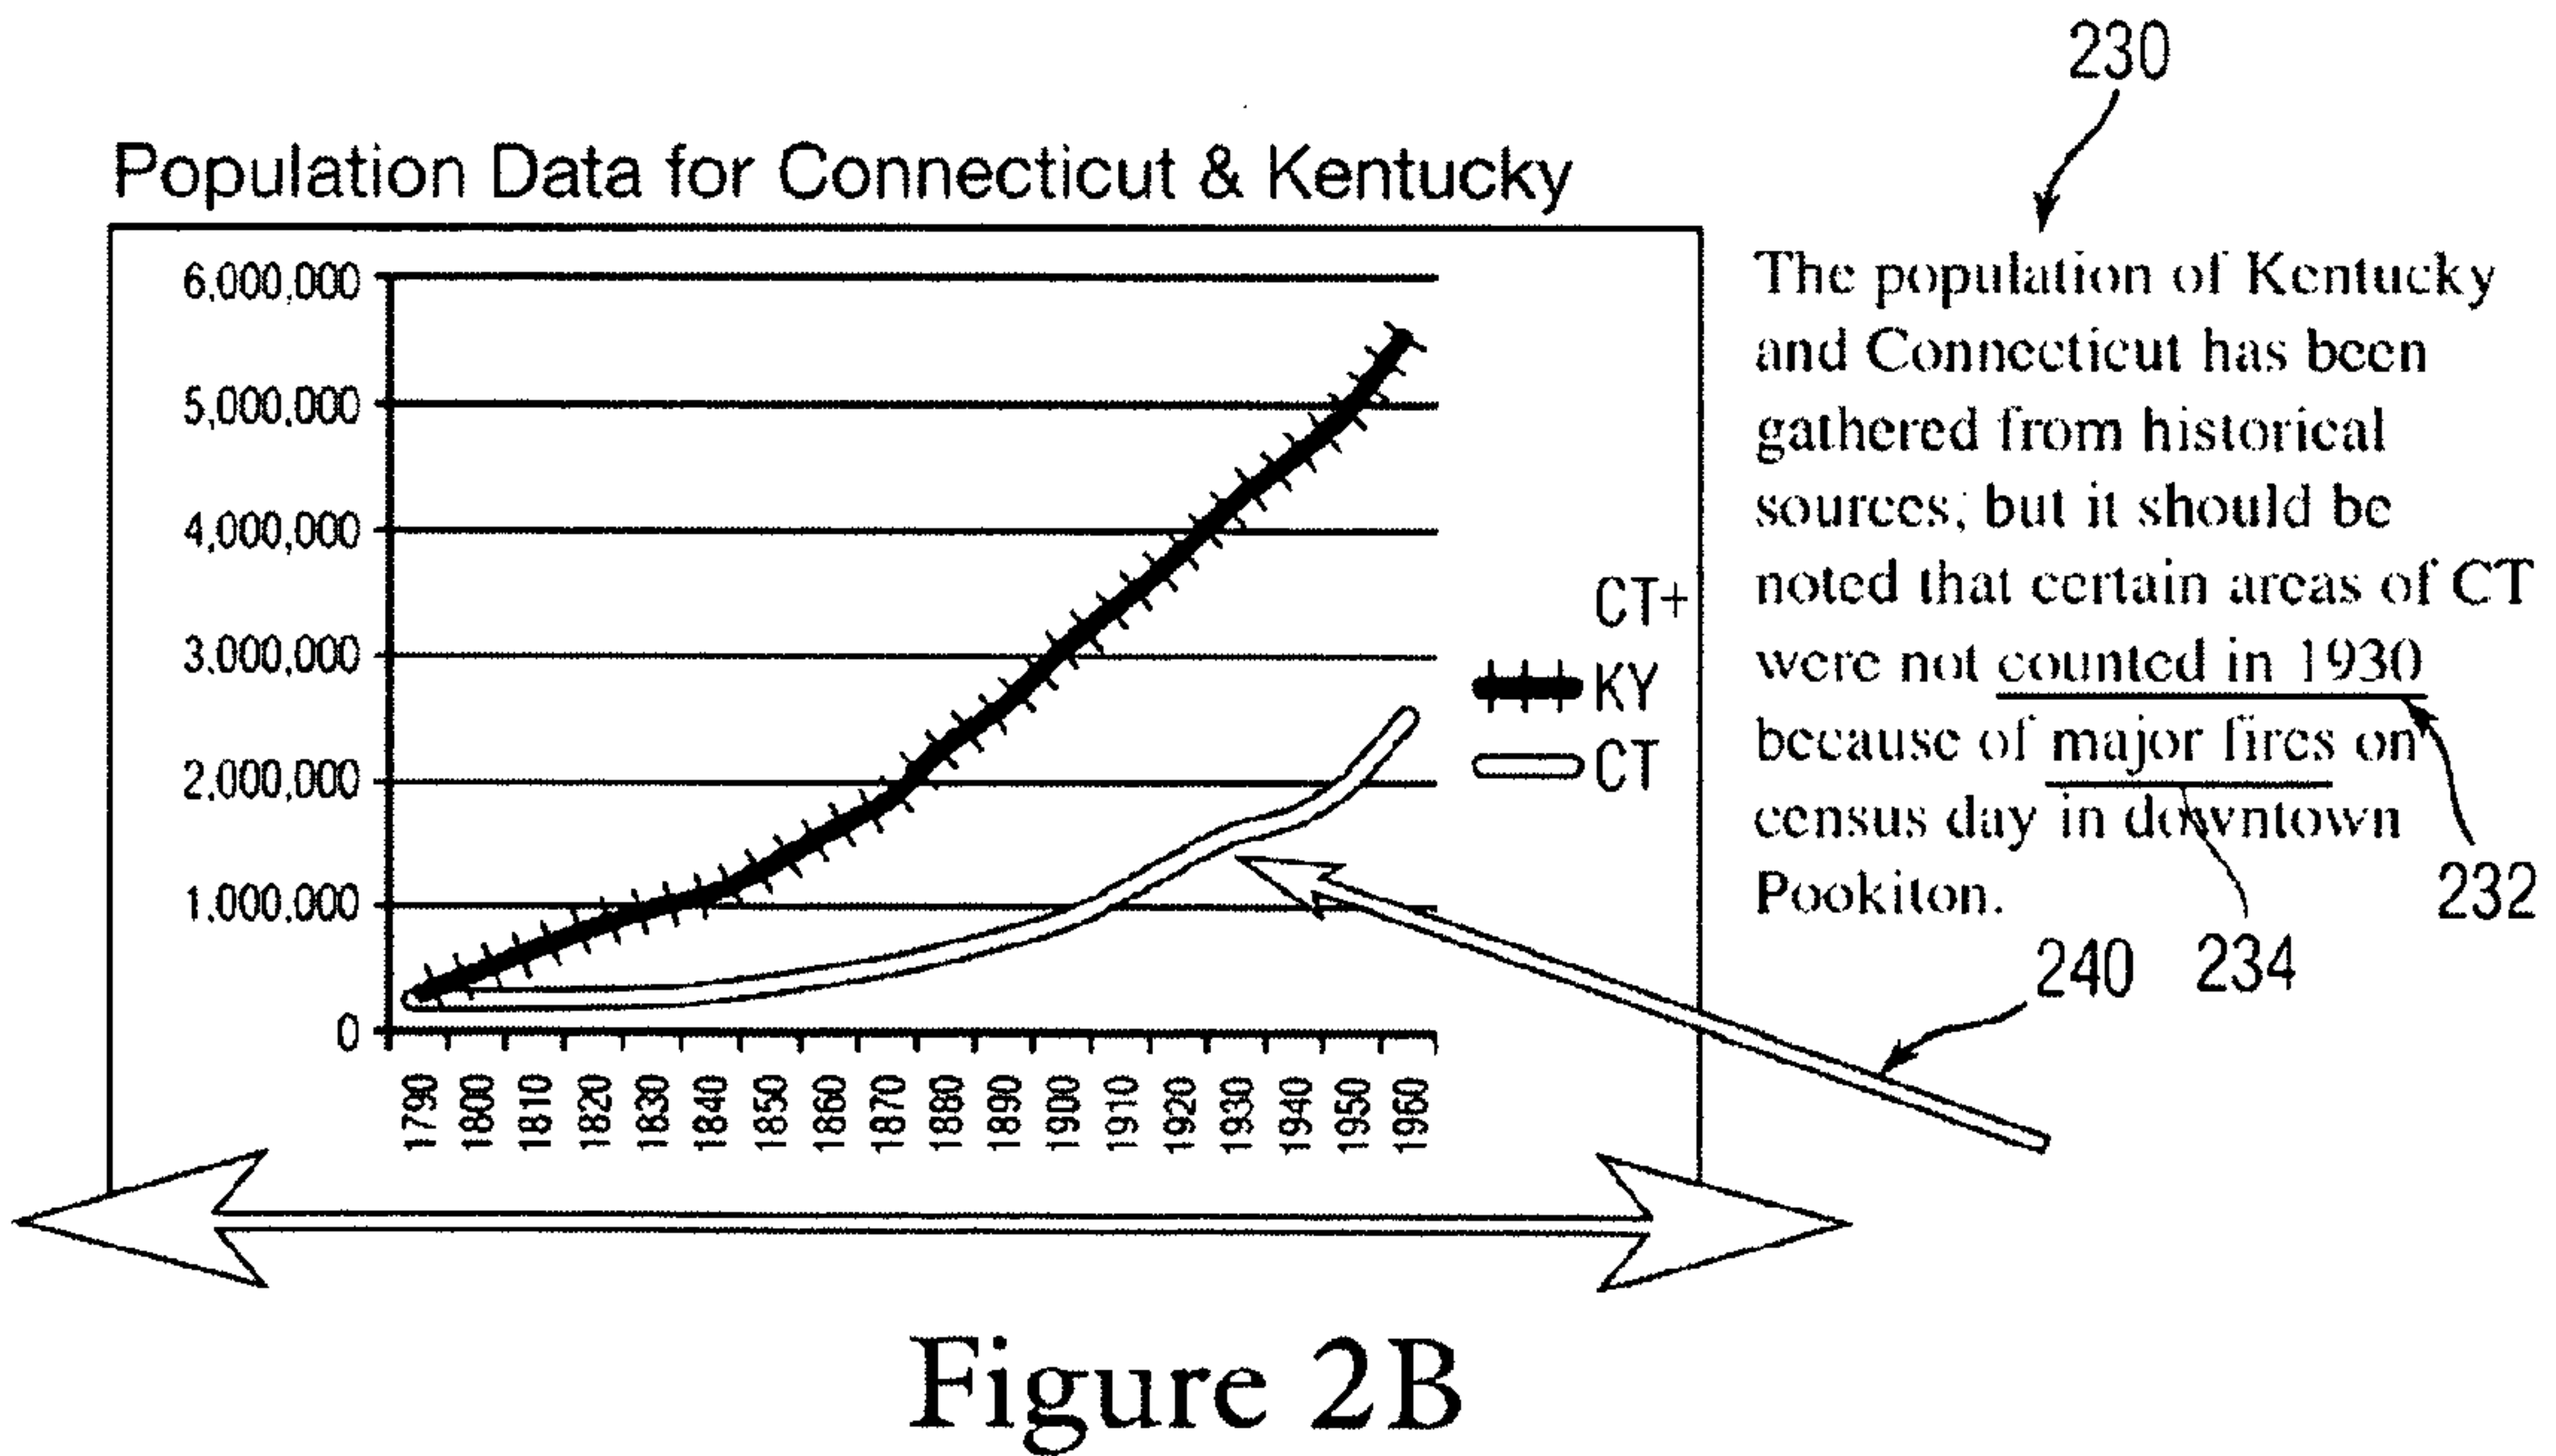 230
Population Data for Connecticut & Kentucky
6,000,000
5,000,000
4,000,000
3,000,000
2,000,000
1,000,000
0
1790
1800
1810
1820
1830
1840
1850
1860
1870
1880
1890
1900
1910
1920
1930
1940
1950
1960
CT+
KY
CT
The population of Kentucky
and Connecticut has been
gathered from historical
sources, but it should be
noted that certain areas of CT
were not counted in 1930
because of major fires on
census day in downtown
Pookiton.
232
234
240
Figure 2B